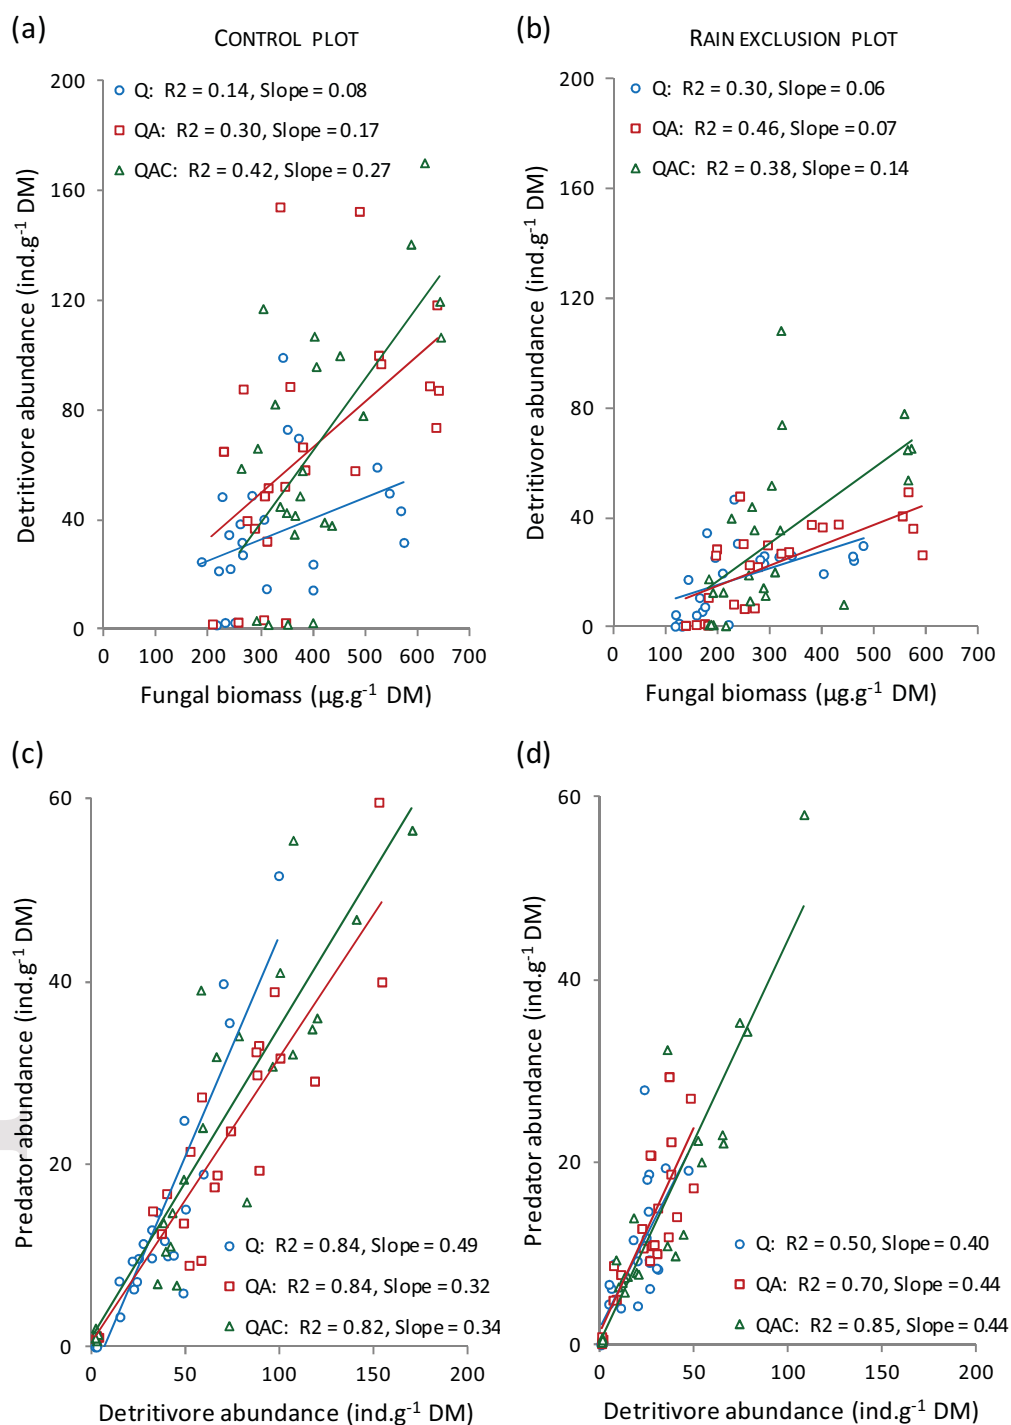 (a)
CONTROL PLOT
Q: R2 = 0.14, Slope = 0.08
QA: R2 = 0.30, Slope = 0.17
QAC: R2 = 0.42, Slope = 0.27
200
160
120
80
40
0
0 100 200 300 400 500 600 700
Detritivore abundance (ind.g⁻¹ DM)
Fungal biomass (µg.g⁻¹ DM)
(b)
RAIN EXCLUSION PLOT
Q: R2 = 0.30, Slope = 0.06
QA: R2 = 0.46, Slope = 0.07
QAC: R2 = 0.38, Slope = 0.14
200
160
120
80
40
0
0 100 200 300 400 500 600 700
Detritivore abundance (ind.g⁻¹ DM)
Fungal biomass (µg.g⁻¹ DM)
(c)
60
40
20
0
0 50 100 150 200
Predator abundance (ind.g⁻¹ DM)
Q: R2 = 0.84, Slope = 0.49
QA: R2 = 0.84, Slope = 0.32
QAC: R2 = 0.82, Slope = 0.34
Detritivore abundance (ind.g⁻¹ DM)
(d)
60
40
20
0
0 50 100 150 200
Predator abundance (ind.g⁻¹ DM)
Q: R2 = 0.50, Slope = 0.40
QA: R2 = 0.70, Slope = 0.44
QAC: R2 = 0.85, Slope = 0.44
Detritivore abundance (ind.g⁻¹ DM)